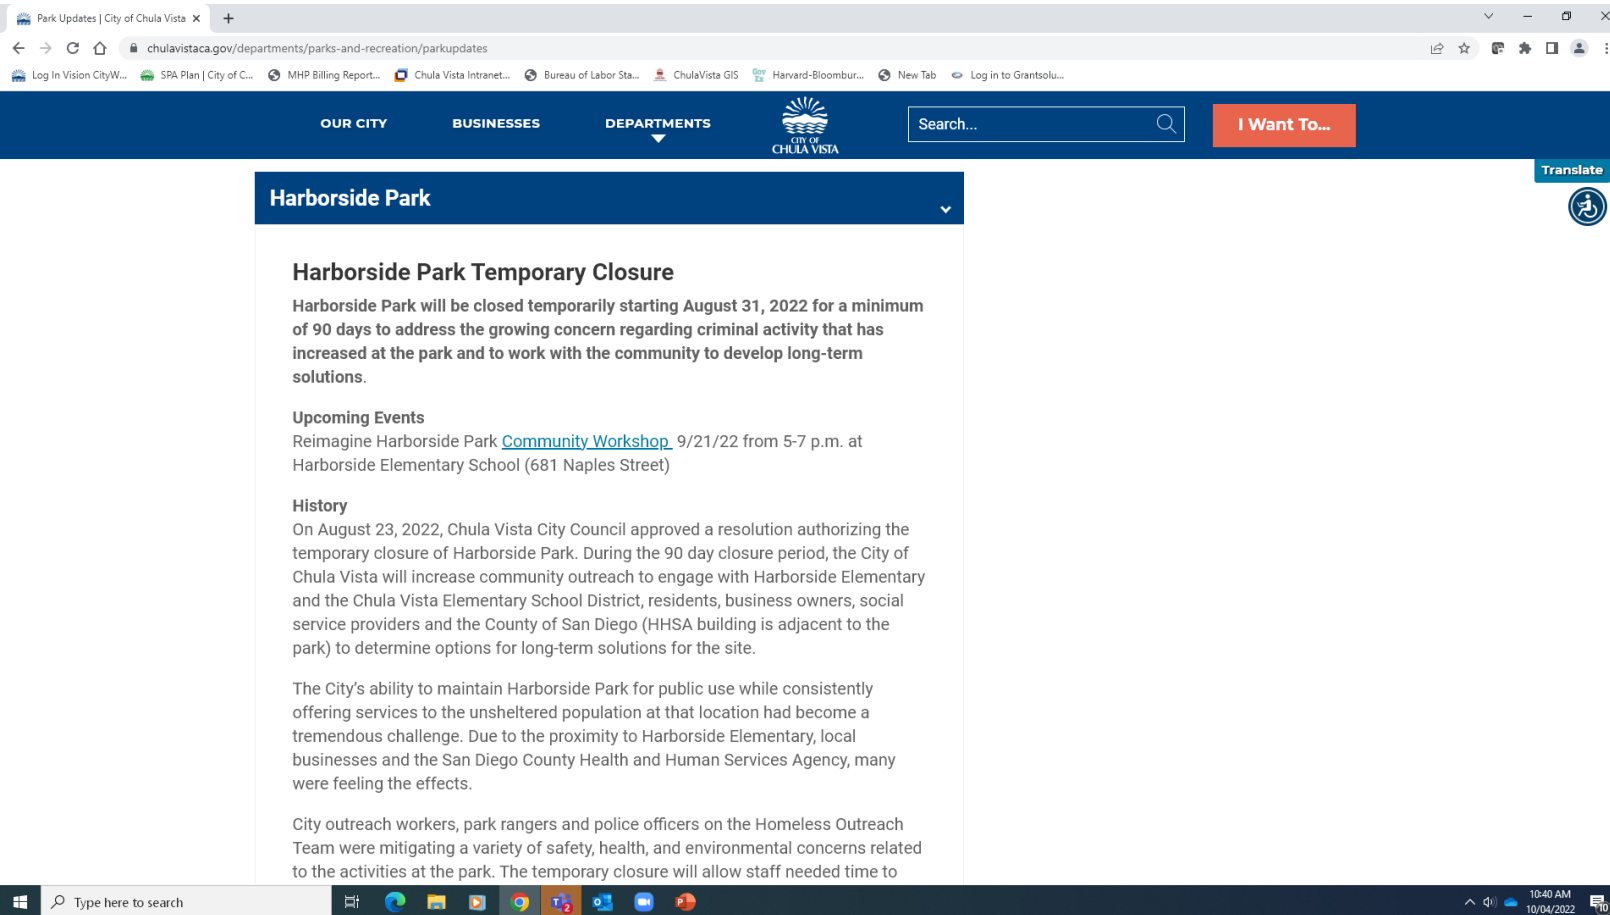 Park Updates | City of Chula Vista
chulavistaca.gov/departments/parks-and-recreation/parkupdates
Log In Vision CityW... SPA Plan | City of C... MHP Billing Report... Chula Vista Intranet... Bureau of Labor Sta... ChulaVista GIS Harvard-Bloombur... New Tab Log in to Grantsolu...
OUR CITY BUSINESSES DEPARTMENTS CITY OF CHULA VISTA Search... I Want To...
Translate
Harborside Park
Harborside Park Temporary Closure
Harborside Park will be closed temporarily starting August 31, 2022 for a minimum
of 90 days to address the growing concern regarding criminal activity that has
increased at the park and to work with the community to develop long-term
solutions.
Upcoming Events
Reimagine Harborside Park Community Workshop 9/21/22 from 5-7 p.m. at
Harborside Elementary School (681 Naples Street)
History
On August 23, 2022, Chula Vista City Council approved a resolution authorizing the
temporary closure of Harborside Park. During the 90 day closure period, the City of
Chula Vista will increase community outreach to engage with Harborside Elementary
and the Chula Vista Elementary School District, residents, business owners, social
service providers and the County of San Diego (HHSA building is adjacent to the
park) to determine options for long-term solutions for the site.
The City’s ability to maintain Harborside Park for public use while consistently
offering services to the unsheltered population at that location had become a
tremendous challenge. Due to the proximity to Harborside Elementary, local
businesses and the San Diego County Health and Human Services Agency, many
were feeling the effects.
City outreach workers, park rangers and police officers on the Homeless Outreach
Team were mitigating a variety of safety, health, and environmental concerns related
to the activities at the park. The temporary closure will allow staff needed time to
Type here to search
10:40 AM
10/04/2022